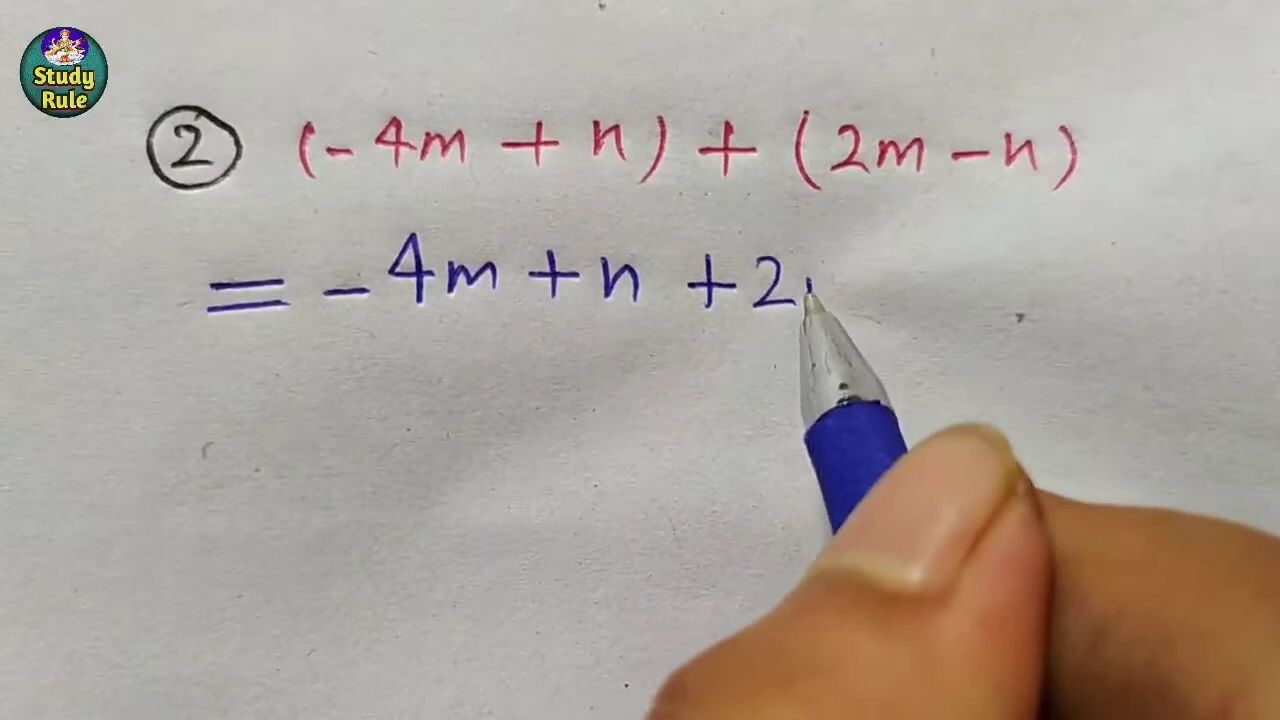 Study
Rule
2 (-4m + n) + (2m - n)
= -4m + n + 2